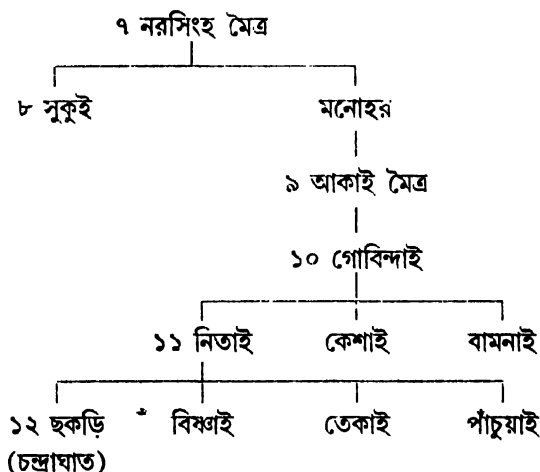 ৭ নরসিংহ মৈত্র
৮ সুকুই মনোহর
৯ আকাই মৈত্র
১০ গোবিন্দাই
১১ নিতাই কেশাই বামনাই
১২ ছকড়ি বিষ্ণাই তেকাই পাঁচুয়াই
(চন্দ্রাঘাত)